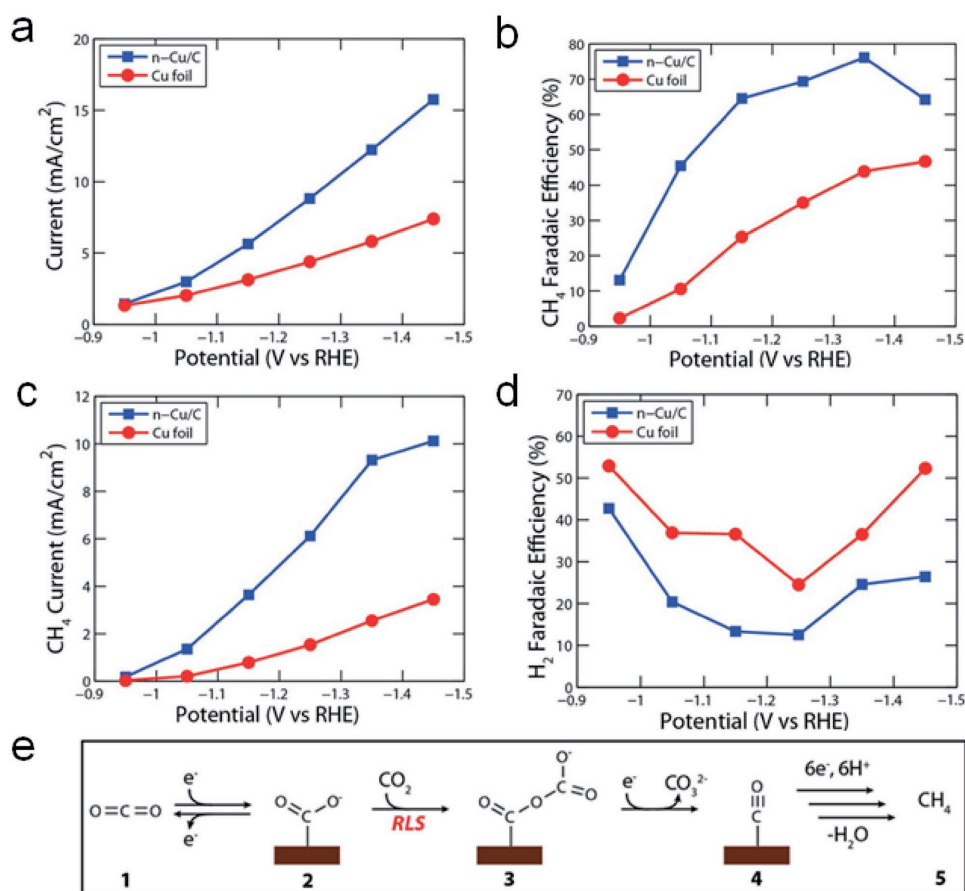 a
20
15
10
5
0
Current (mA/cm²)
n−Cu/C
Cu foil
−0.9 −1 −1.1 −1.2 −1.3 −1.4 −1.5
Potential (V vs RHE)
b
80
70
60
50
40
30
20
10
0
CH₄ Faradaic Efficiency (%)
n−Cu/C
Cu foil
−0.9 −1 −1.1 −1.2 −1.3 −1.4 −1.5
Potential (V vs RHE)
c
12
10
8
6
4
2
0
CH₄ Current (mA/cm²)
n−Cu/C
Cu foil
−0.9 −1 −1.1 −1.2 −1.3 −1.4 −1.5
Potential (V vs RHE)
d
70
60
50
40
30
20
10
0
H₂ Faradaic Efficiency (%)
n−Cu/C
Cu foil
−0.9 −1 −1.1 −1.2 −1.3 −1.4 −1.5
Potential (V vs RHE)
e
O=C=O
e⁻
e⁻
1
O O⁻
C
2
CO₂
RLS
O⁻
O C
C O O
3
e⁻ CO₃²⁻
O
C
4
6e⁻, 6H⁺
-H₂O
CH₄
5